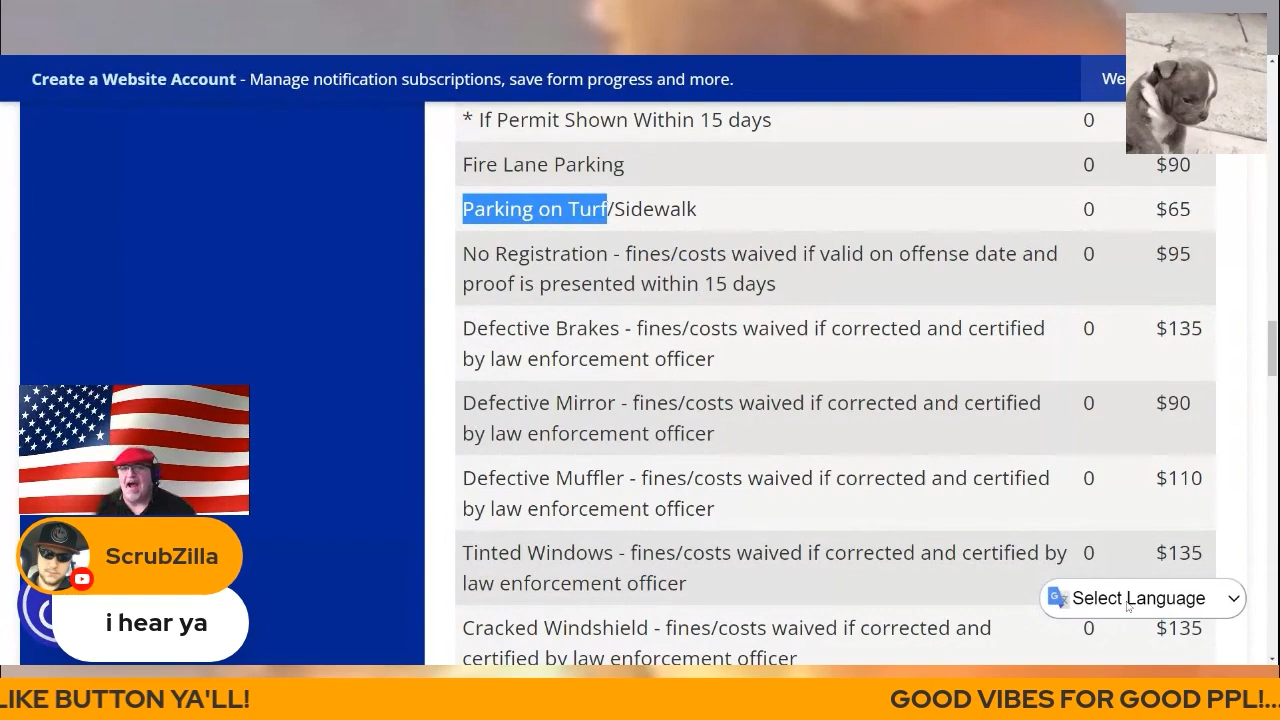 Create a Website Account - Manage notification subscriptions, save form progress and more.
We
* If Permit Shown Within 15 days 0
Fire Lane Parking 0 $90
Parking on Turf/Sidewalk 0 $65
No Registration - fines/costs waived if valid on offense date and 0 $95
proof is presented within 15 days
Defective Brakes - fines/costs waived if corrected and certified 0 $135
by law enforcement officer
Defective Mirror - fines/costs waived if corrected and certified 0 $90
by law enforcement officer
Defective Muffler - fines/costs waived if corrected and certified 0 $110
by law enforcement officer
Tinted Windows - fines/costs waived if corrected and certified by 0 $135
law enforcement officer
Select Language
Cracked Windshield - fines/costs waived if corrected and 0 $135
certified by law enforcement officer
ScrubZilla
i hear ya
LIKE BUTTON YA'LL!
GOOD VIBES FOR GOOD PPL!...